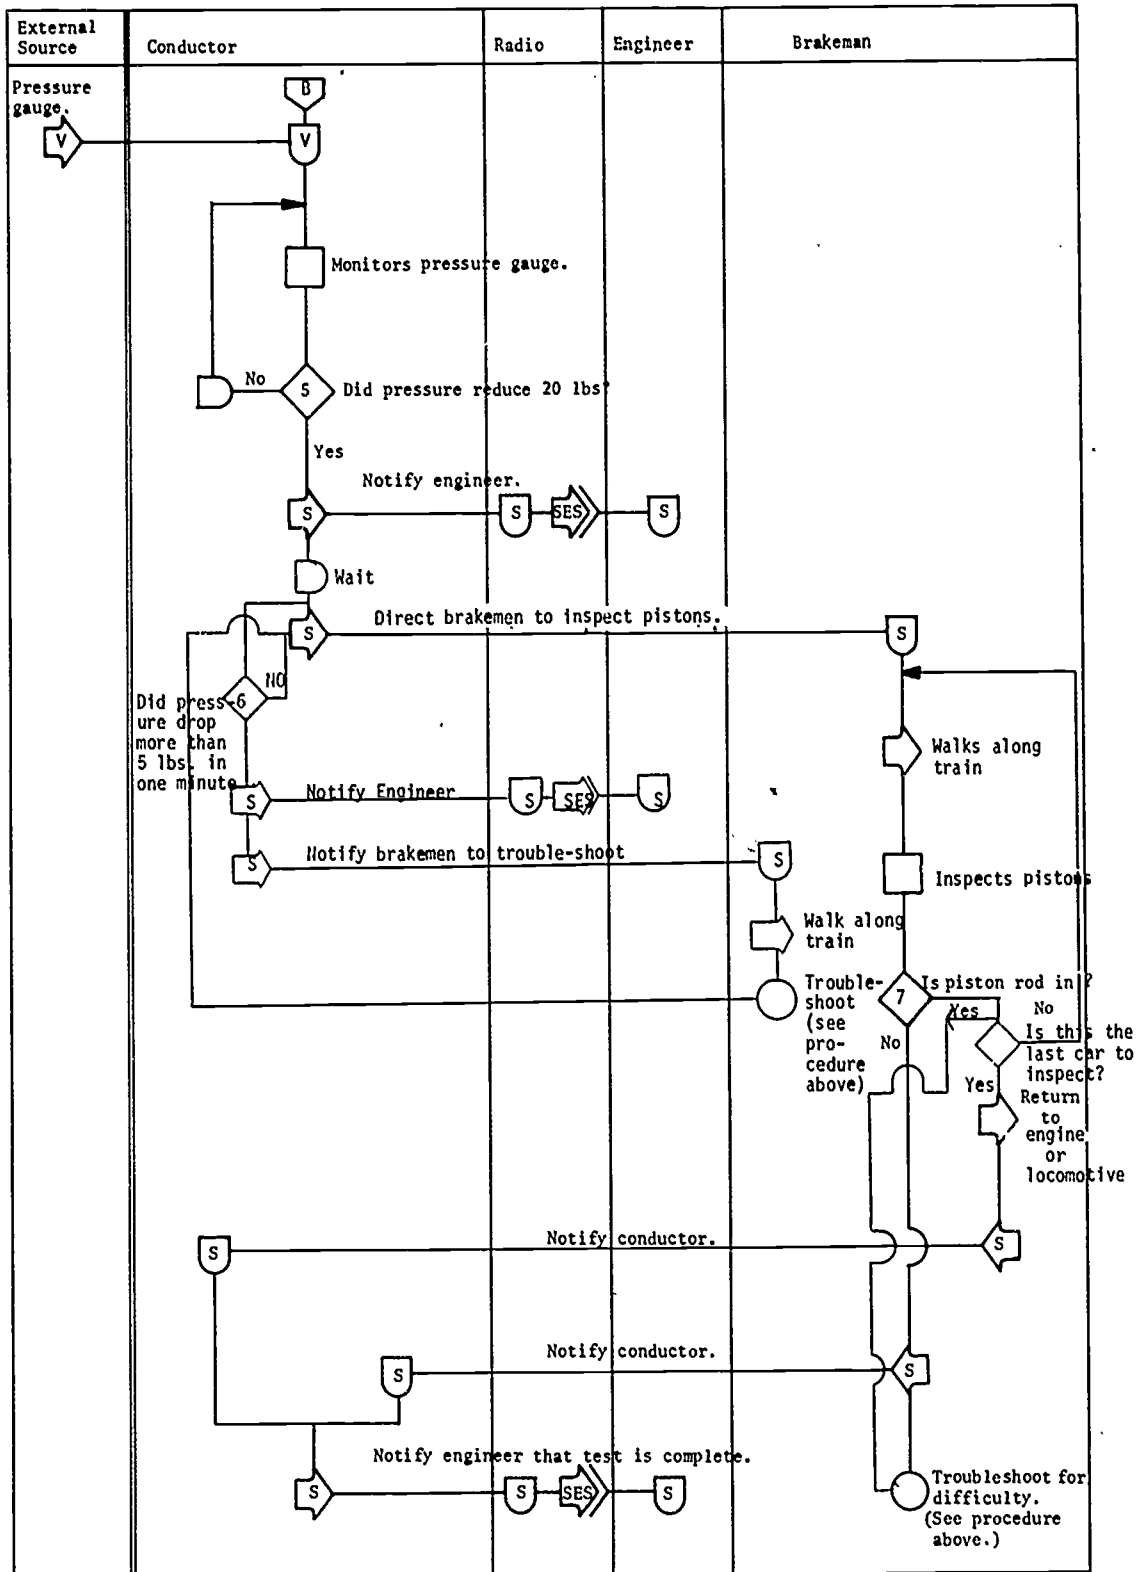 External
Source
Conductor
Radio
Engineer
Brakeman
Pressure
gauge.
B
V
V
Monitors pressure gauge.
No
5
Did pressure reduce 20 lbs
Yes
Notify engineer.
S
S
SES
S
Wait
Direct brakemen to inspect pistons.
S
S
NO
6
Did press-
ure drop
more than
5 lbs. in
one minute
Walks along
train
S
Notify Engineer
S
SES
S
S
Notify brakemen to trouble-shoot
S
Inspects pistons
Walk along
train
Trouble-
shoot
(see
pro-
cedure
above)
7
Is piston rod in?
Yes
No
No
Is this the
last car to
inspect?
Yes
Return
to
engine
or
locomotive
S
Notify conductor.
S
S
Notify conductor.
S
Notify engineer that test is complete.
S
S
SES
S
Troubleshoot for
difficulty.
(See procedure
above.)